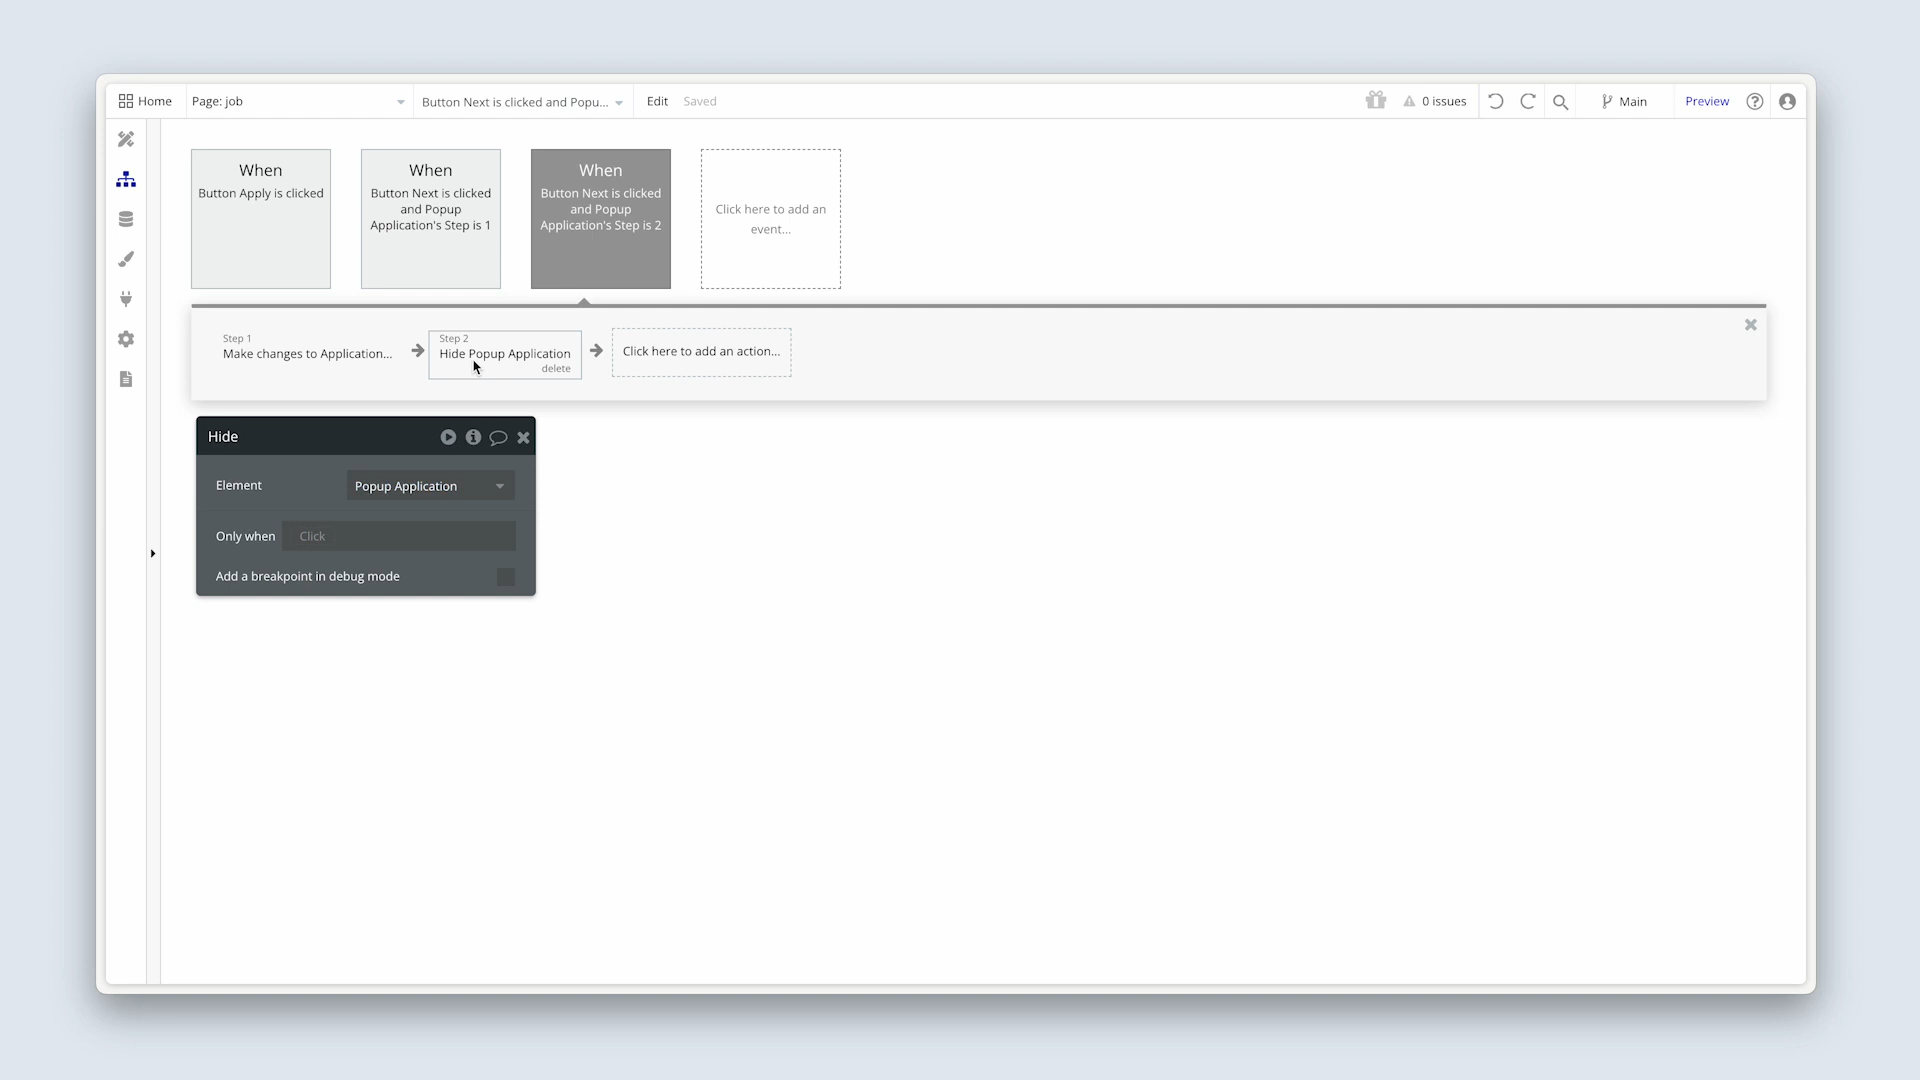 Home
Page: job
Button Next is clicked and Popu...
Edit
Saved
0 issues
Main
Preview
When
Button Apply is clicked
When
Button Next is clicked
and Popup
Application's Step is 1
When
Button Next is clicked
and Popup
Application's Step is 2
Click here to add an
event...
Step 1
Make changes to Application...
Step 2
Hide Popup Application
delete
Click here to add an action...
Hide
Element
Popup Application
Only when
Click
Add a breakpoint in debug mode